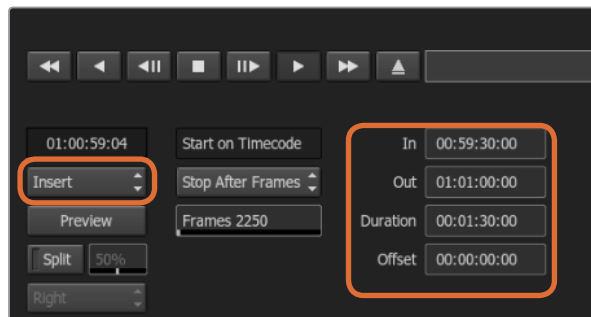 01:00:59:04 Start on Timecode In 00:59:30:00
Insert Stop After Frames Out 01:01:00:00
Preview Frames 2250 Duration 00:01:30:00
Split 50% Offset 00:00:00:00
Right